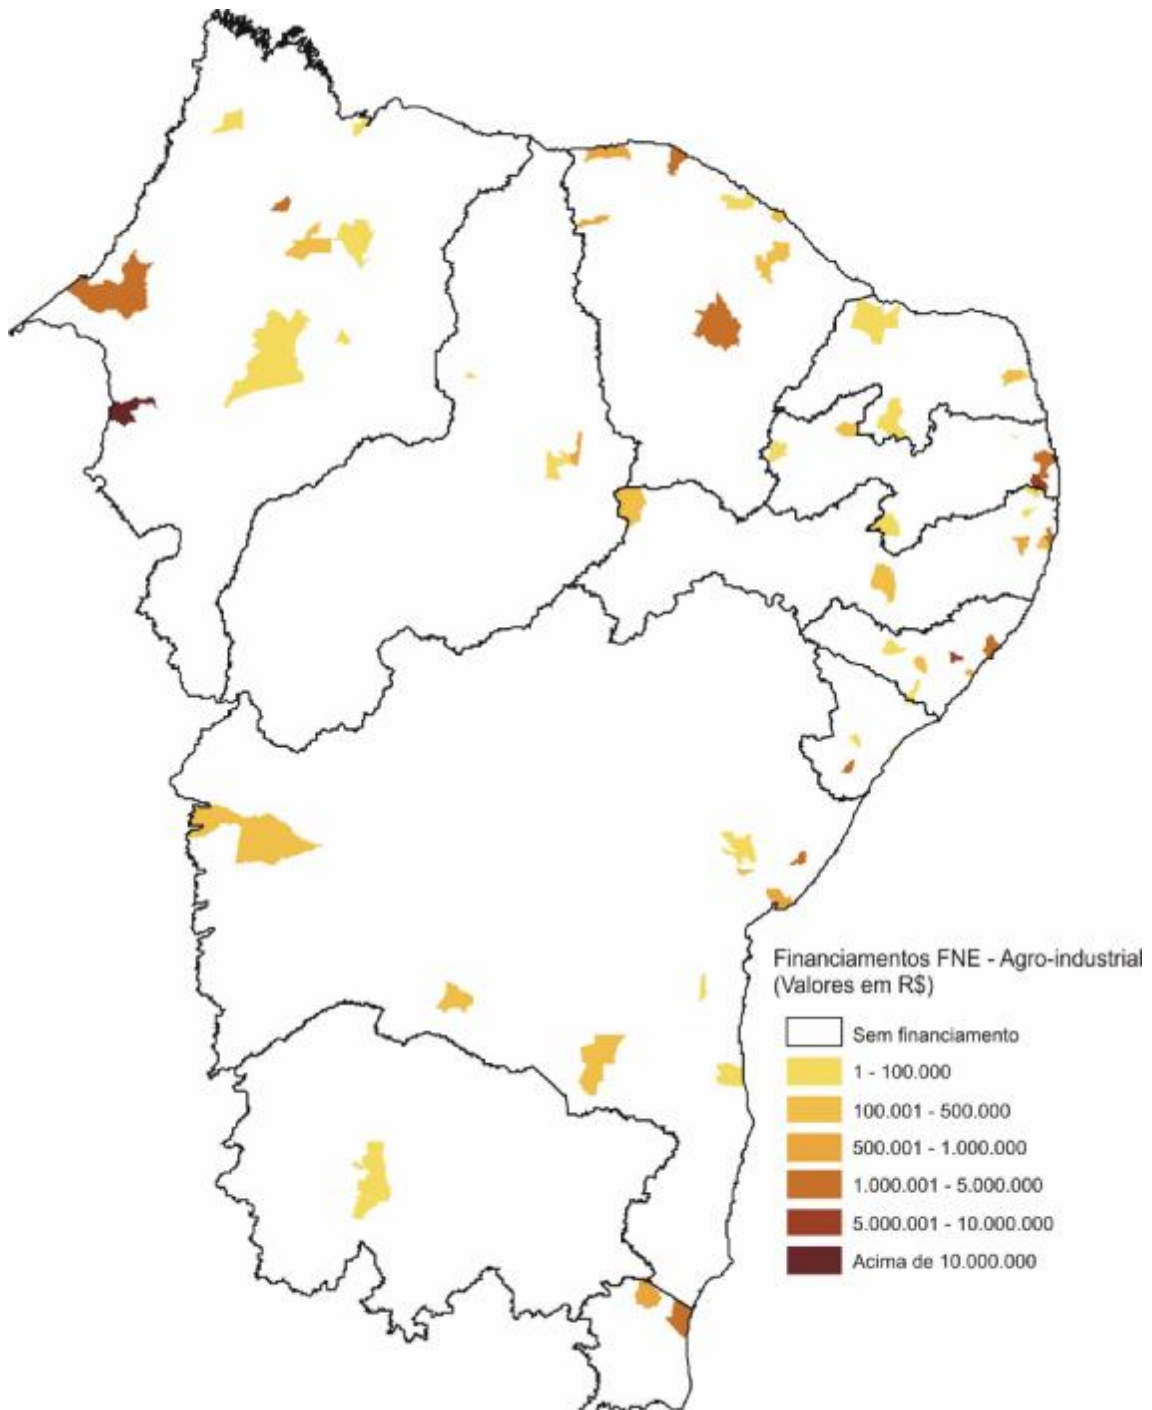 Financiamentos FNE - Agro-industrial
(Valores em R$)
Sem financiamento
1 - 100.000
100.001 - 500.000
500.001 - 1.000.000
1.000.001 - 5.000.000
5.000.001 - 10.000.000
Acima de 10.000.000